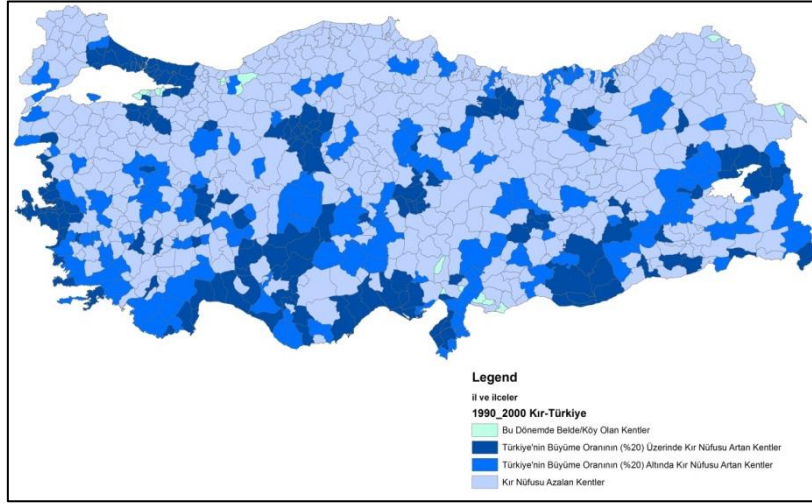 Legend
il ve ilceler
1990_2000 Kır-Türkiye
Bu Dönemde Belde/Köy Olan Kentler
Türkiye'nin Büyüme Oranının (%20) Üzerinde Kır Nüfusu Artan Kentler
Türkiye'nin Büyüme Oranının (%20) Altında Kır Nüfusu Artan Kentler
Kır Nüfusu Azalan Kentler